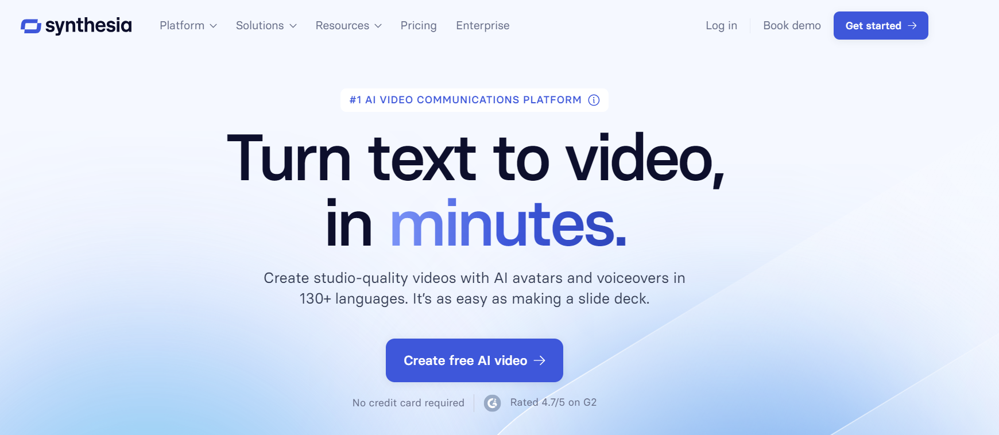 synthesia
Platform
Solutions
Resources
Pricing
Enterprise
Log in
Book demo
Get started
#1 AI VIDEO COMMUNICATIONS PLATFORM
Turn text to video,
in minutes.
Create studio-quality videos with AI avatars and voiceovers in
130+ languages. It's as easy as making a slide deck.
Create free AI video
No credit card required
Rated 4.7/5 on G2